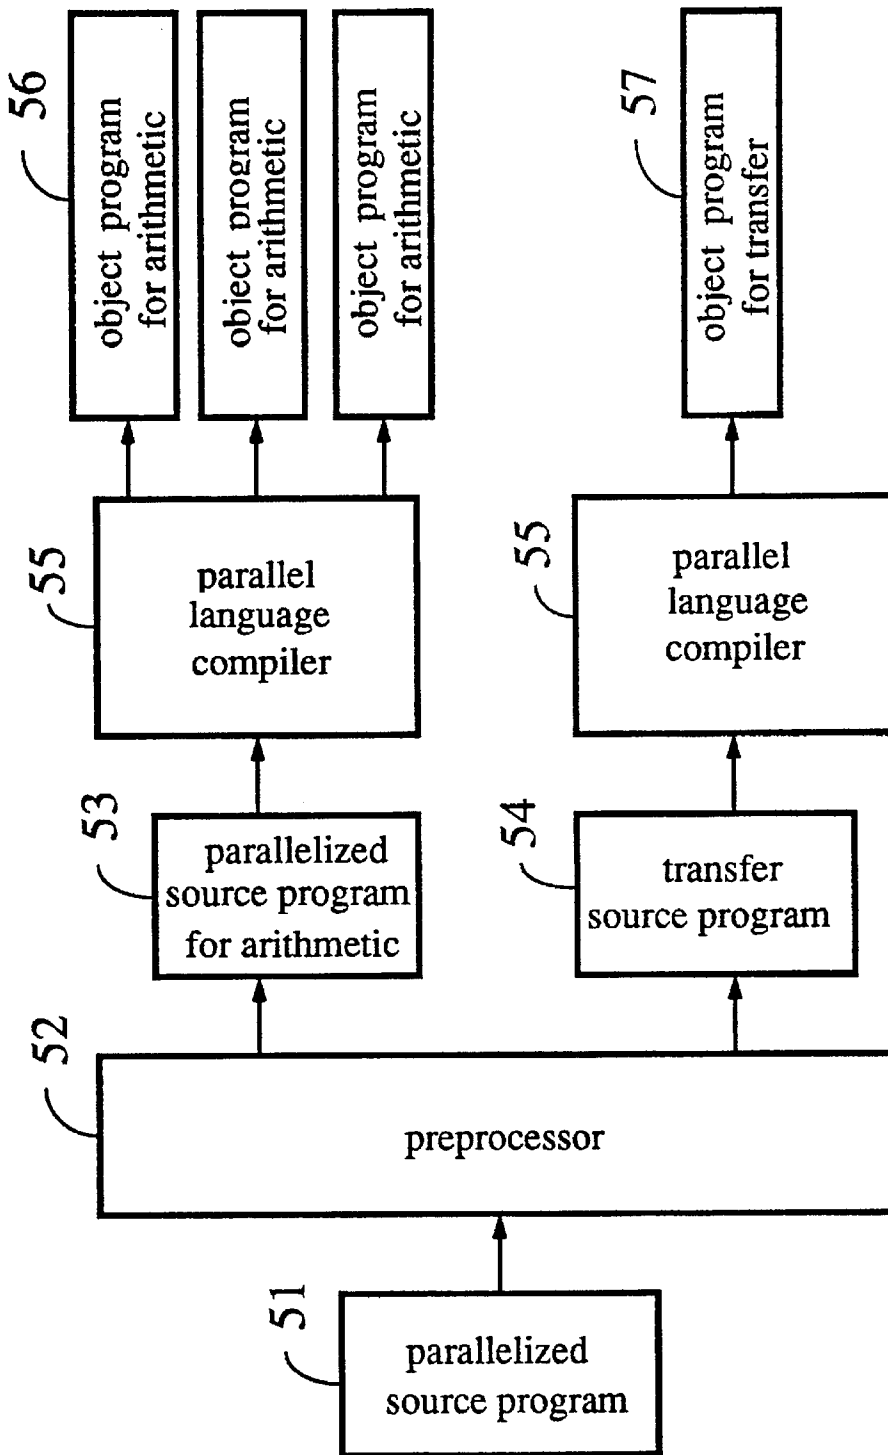 56
object program
for arithmetic
object program
for arithmetic
object program
for arithmetic
57
object program
for transfer
55
parallel
language
compiler
55
parallel
language
compiler
53
parallelized
source program
for arithmetic
54
transfer
source program
52
preprocessor
51
parallelized
source program